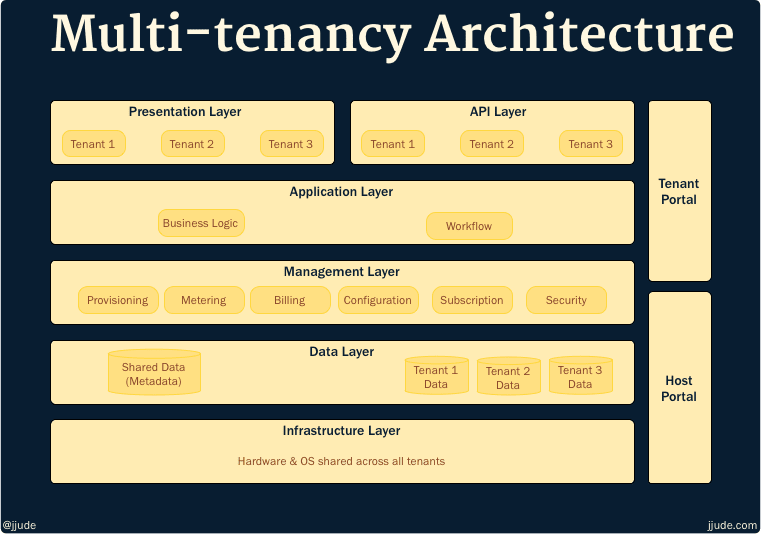 Multi-tenancy Architecture
Presentation Layer
Tenant 1
Tenant 2
Tenant 3
API Layer
Tenant 1
Tenant 2
Tenant 3
Tenant
Portal
Application Layer
Business Logic
Workflow
Management Layer
Provisioning
Metering
Billing
Configuration
Subscription
Security
Host
Portal
Data Layer
Shared Data
(Metadata)
Tenant 1
Data
Tenant 2
Data
Tenant 3
Data
Infrastructure Layer
Hardware & OS shared across all tenants
@jjude
jjude.com